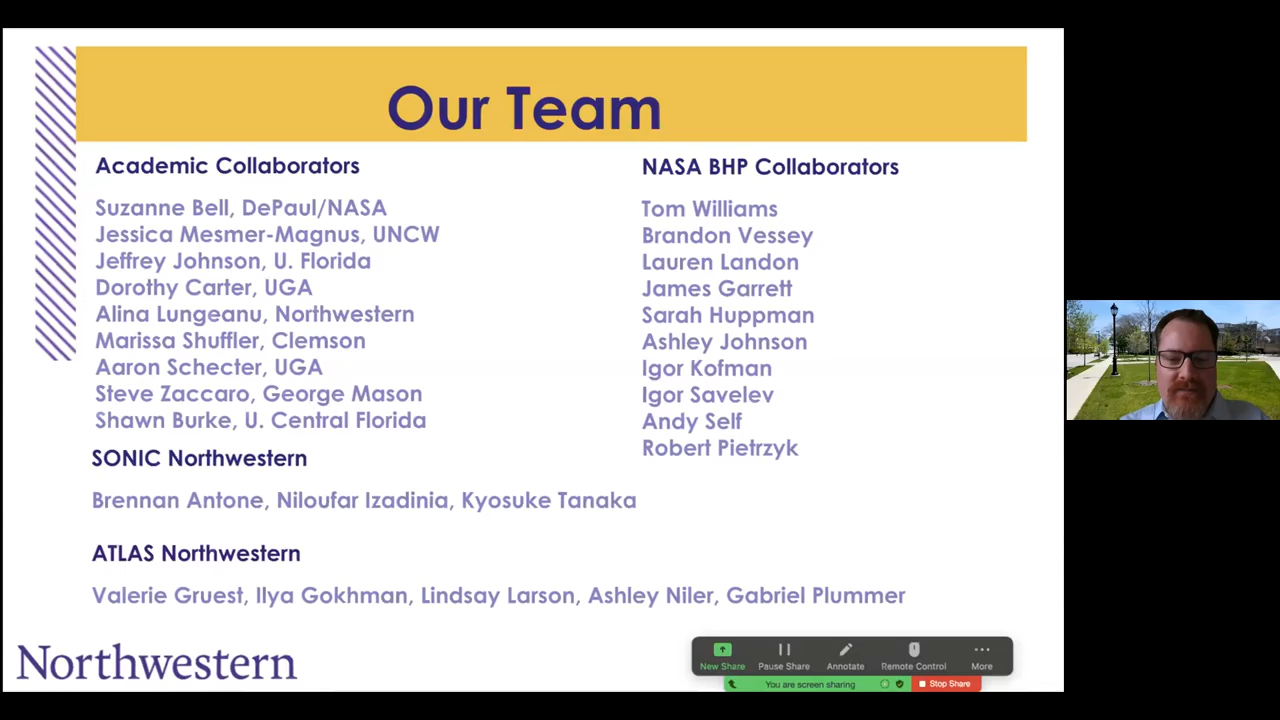 Our Team
Academic Collaborators
Suzanne Bell, DePaul/NASA
Jessica Mesmer-Magnus, UNCW
Jeffrey Johnson, U. Florida
Dorothy Carter, UGA
Alina Lungeanu, Northwestern
Marissa Shuffler, Clemson
Aaron Schecter, UGA
Steve Zaccaro, George Mason
Shawn Burke, U. Central Florida
NASA BHP Collaborators
Tom Williams
Brandon Vessey
Lauren Landon
James Garrett
Sarah Huppman
Ashley Johnson
Igor Kofman
Igor Savelev
Andy Self
Robert Pietrzyk
SONIC Northwestern
Brennan Antone, Niloufar Izadinia, Kyosuke Tanaka
ATLAS Northwestern
Valerie Gruest, Ilya Gokhman, Lindsay Larson, Ashley Niler, Gabriel Plummer
Northwestern
New Share Pause Share Annotate Remote Control More
You are screen sharing Stop Share